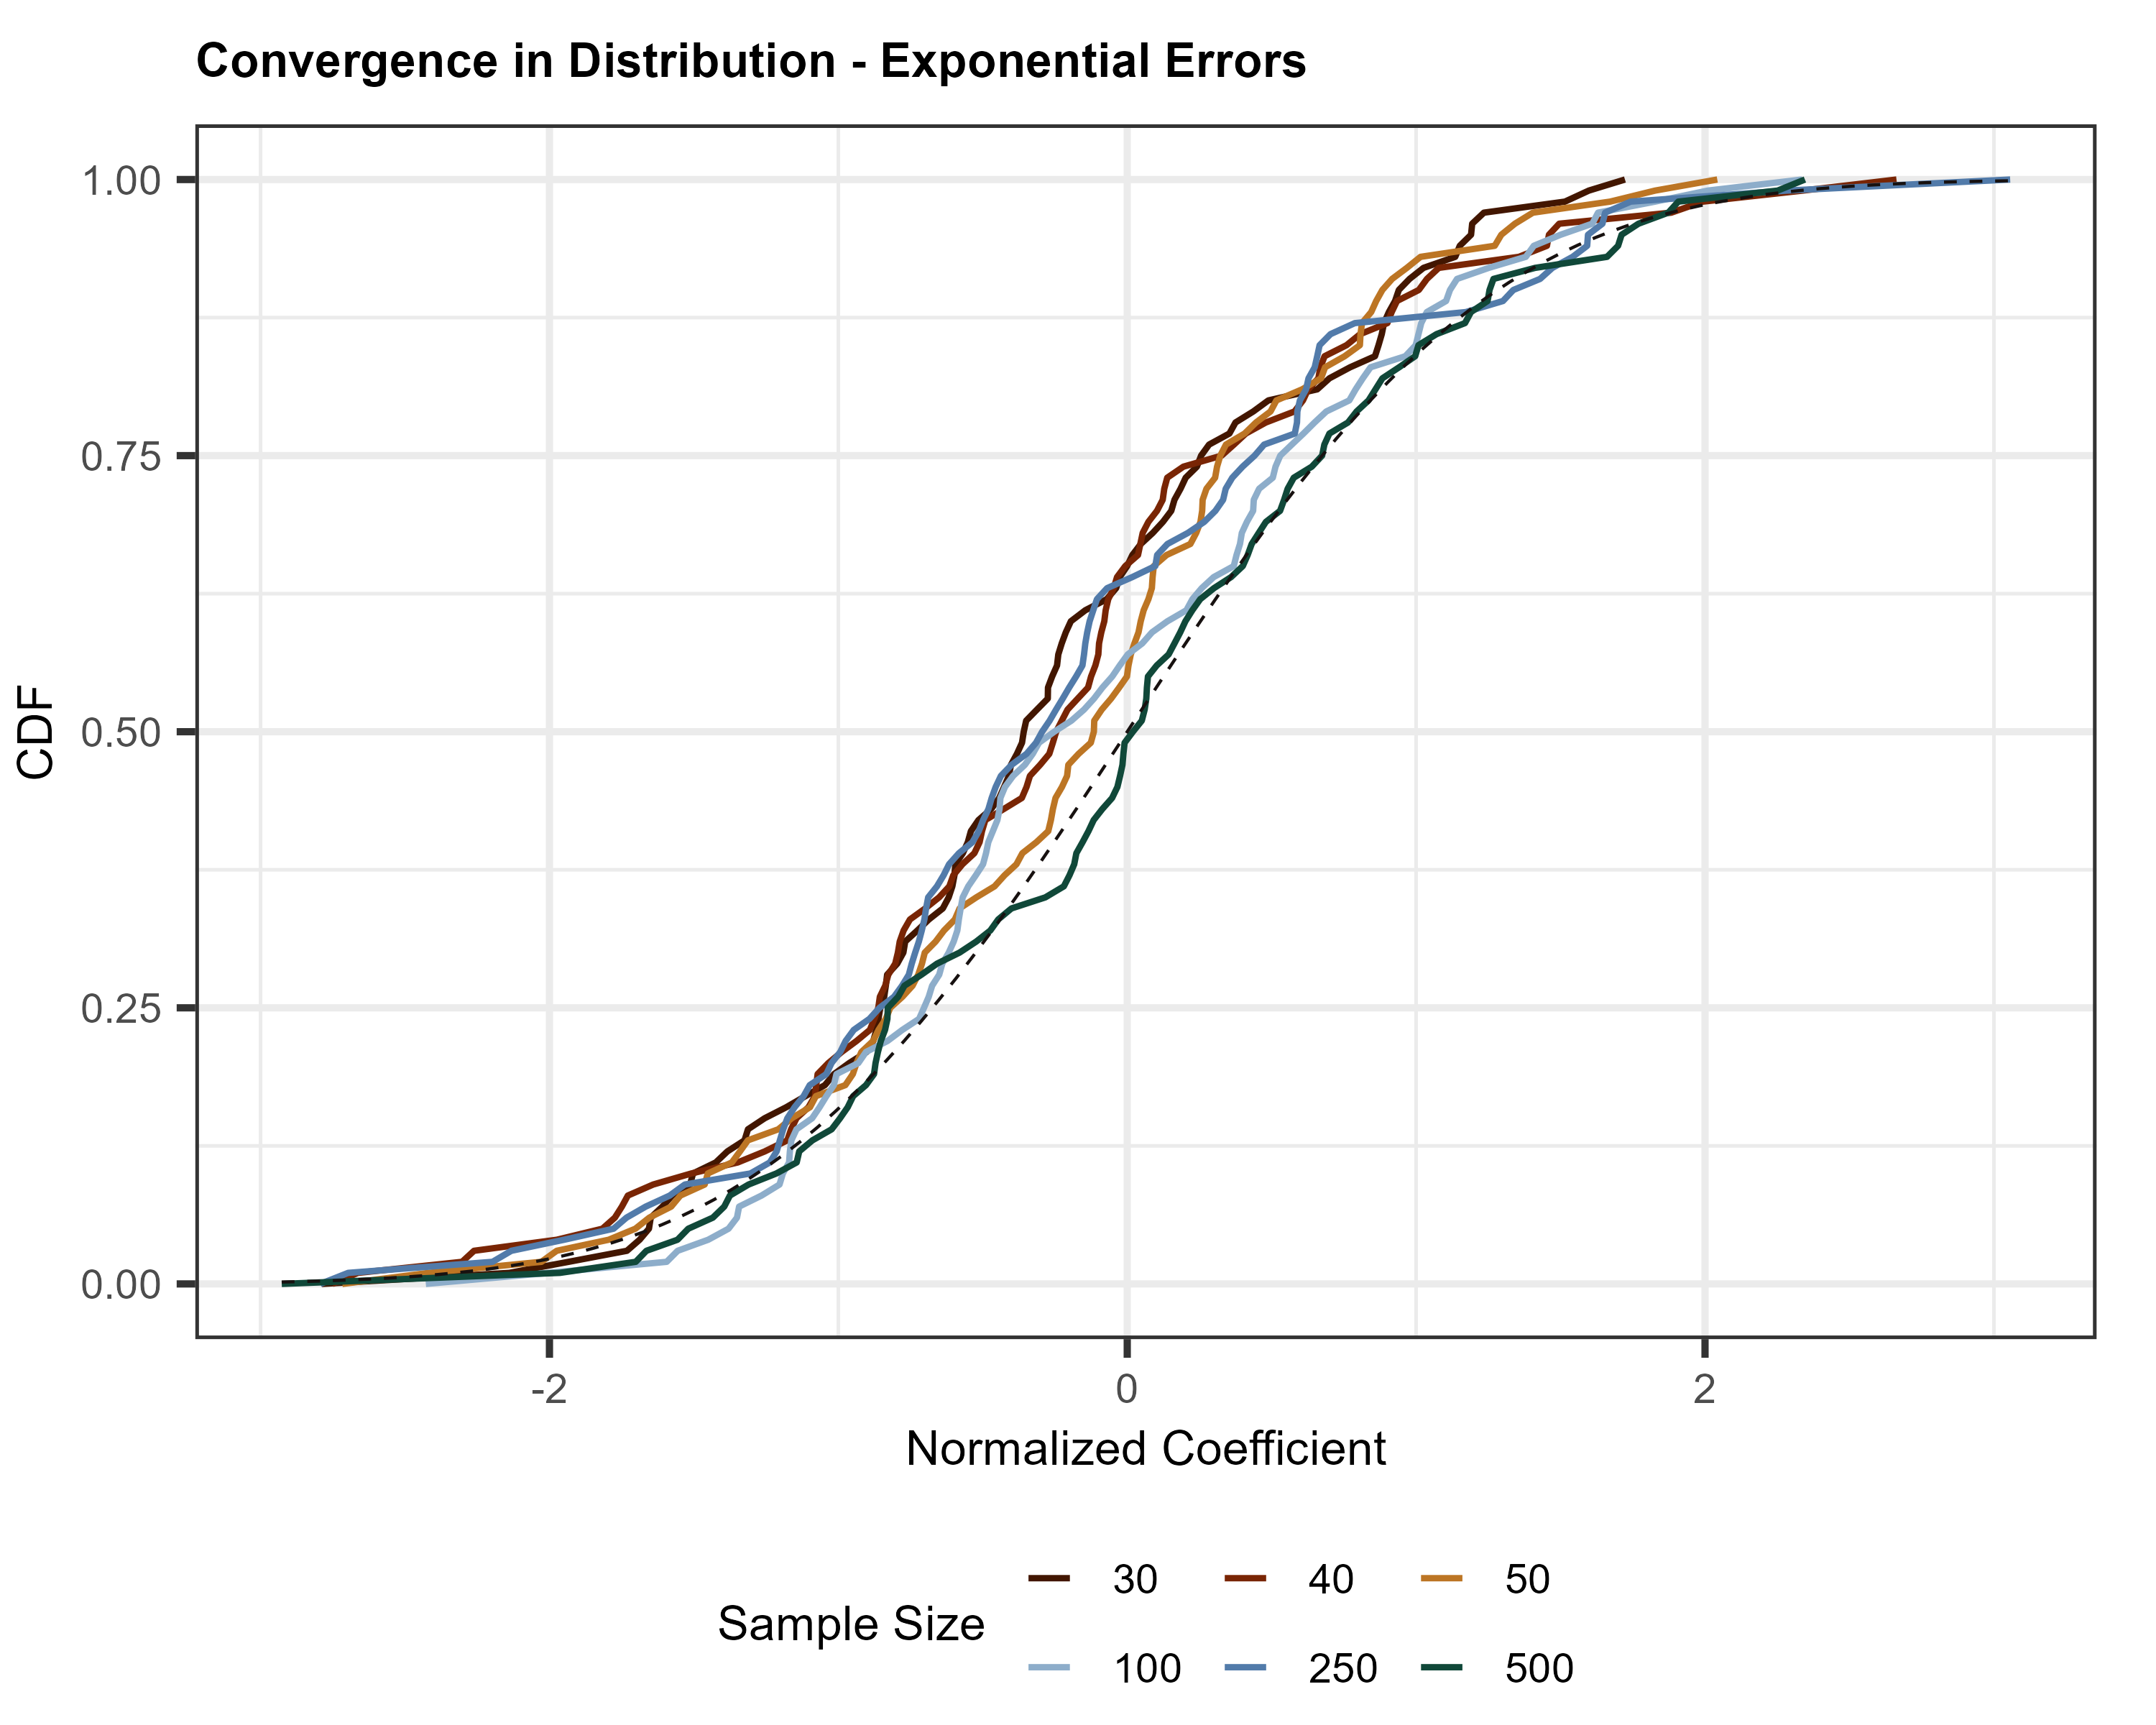 Convergence in Distribution - Exponential Errors
1.00
0.75
0.50
0.25
0.00
CDF
-2 0 2
Normalized Coefficient
Sample Size
30 40 50
100 250 500